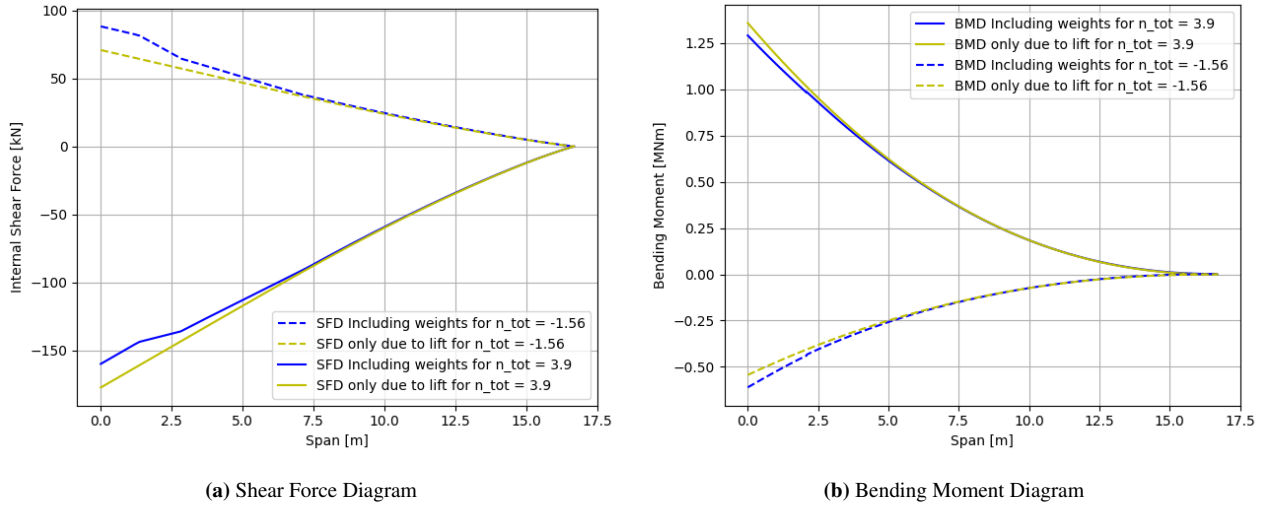 100
50
0
−50
−100
−150
Internal Shear Force [kN]
0.0 2.5 5.0 7.5 10.0 12.5 15.0 17.5
Span [m]
SFD Including weights for n_tot = -1.56
SFD only due to lift for n_tot = -1.56
SFD Including weights for n_tot = 3.9
SFD only due to lift for n_tot = 3.9
(a) Shear Force Diagram
1.25
1.00
0.75
0.50
0.25
0.00
−0.25
−0.50
Bending Moment [MNm]
0.0 2.5 5.0 7.5 10.0 12.5 15.0 17.5
Span [m]
BMD Including weights for n_tot = 3.9
BMD only due to lift for n_tot = 3.9
BMD Including weights for n_tot = -1.56
BMD only due to lift for n_tot = -1.56
(b) Bending Moment Diagram